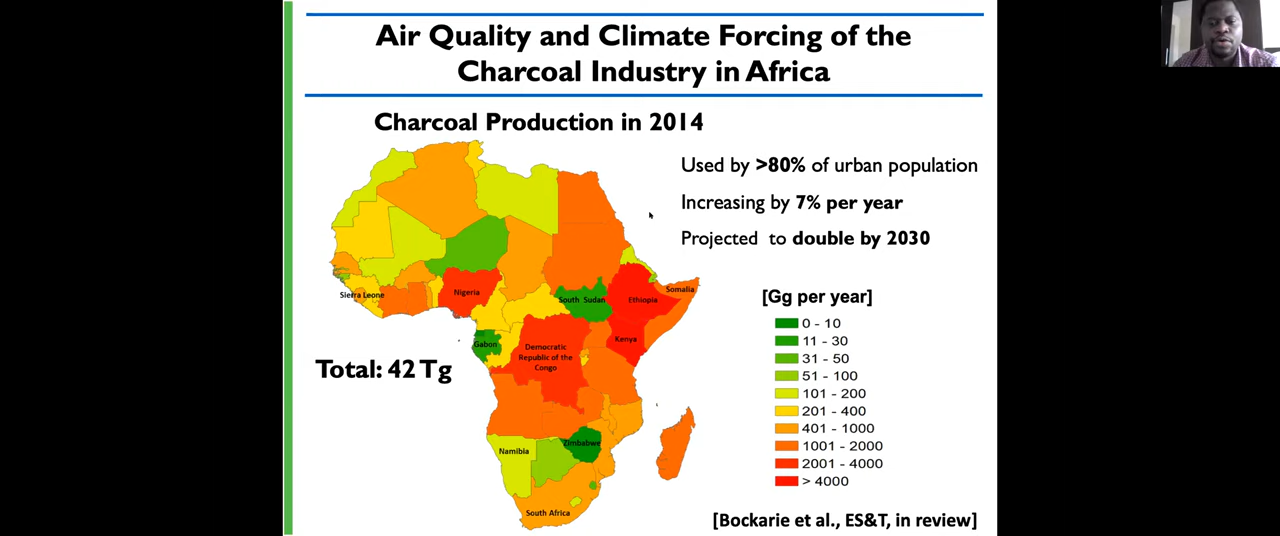 Air Quality and Climate Forcing of the
Charcoal Industry in Africa
Charcoal Production in 2014
Used by >80% of urban population
Increasing by 7% per year
Projected to double by 2030
Sierra Leone
Nigeria
South Sudan
Ethiopia
Somalia
Gabon
Democratic
Republic of the
Congo
Kenya
Zimbabwe
Namibia
South Africa
Total: 42 Tg
[Gg per year]
0 - 10
11 - 30
31 - 50
51 - 100
101 - 200
201 - 400
401 - 1000
1001 - 2000
2001 - 4000
> 4000
[Bockarie et al., ES&T, in review]